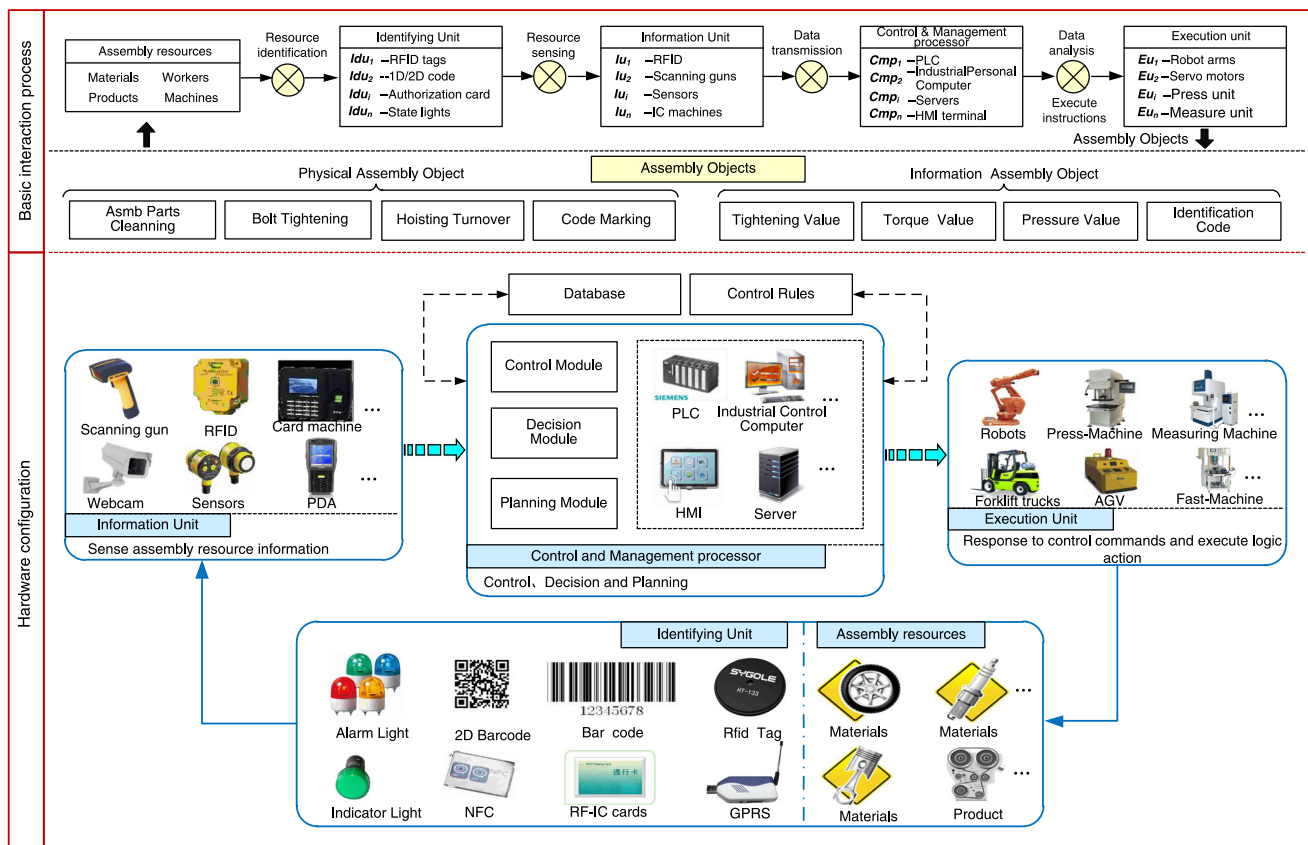 Basic interaction process
Assembly resources
Materials Workers
Products Machines
Resource
identification
Identifying Unit
Idu1 –RFID tags
Idu2 --1D/2D code
Idui –Authorization card
Idun –State lights
Resource
sensing
Information Unit
Iu1 –RFID
Iu2 –Scanning guns
Iui –Sensors
Iun –IC machines
Data
transmission
Control & Management
processor
Cmp1 –PLC
Cmp2 –IndustrialPersonal
Computer
Cmpi –Servers
Cmpn –HMI terminal
Data
analysis
Execute
instructions
Execution unit
Eu1 –Robot arms
Eu2 –Servo motors
Eui –Press unit
Eun –Measure unit
Assembly Objects
Assembly Objects
Physical Assembly Object
Information Assembly Object
Asmb Parts
Cleanning
Bolt Tightening
Hoisting Turnover
Code Marking
Tightening Value
Torque Value
Pressure Value
Identification
Code
Hardware configuration
Database
Control Rules
Scanning gun
RFID
Card machine
...
Webcam
Sensors
PDA
...
Information Unit
Sense assembly resource information
Control Module
Decision Module
Planning Module
SIEMENS
PLC
Industrial Control
Computer
HMI
Server
...
Control and Management processor
Control、Decision and Planning
Robots
Press-Machine
Measuring Machine
...
Forklift trucks
AGV
Fast-Machine
...
Execution Unit
Response to control commands and execute logic
action
Identifying Unit
Assembly resources
SYGOLE
HT-133
12345678
Alarm Light
2D Barcode
Bar code
Rfid Tag
Materials
Materials
...
NFC
通行卡
Indicator Light
NFC
RF-IC cards
GPRS
Materials
Product
...